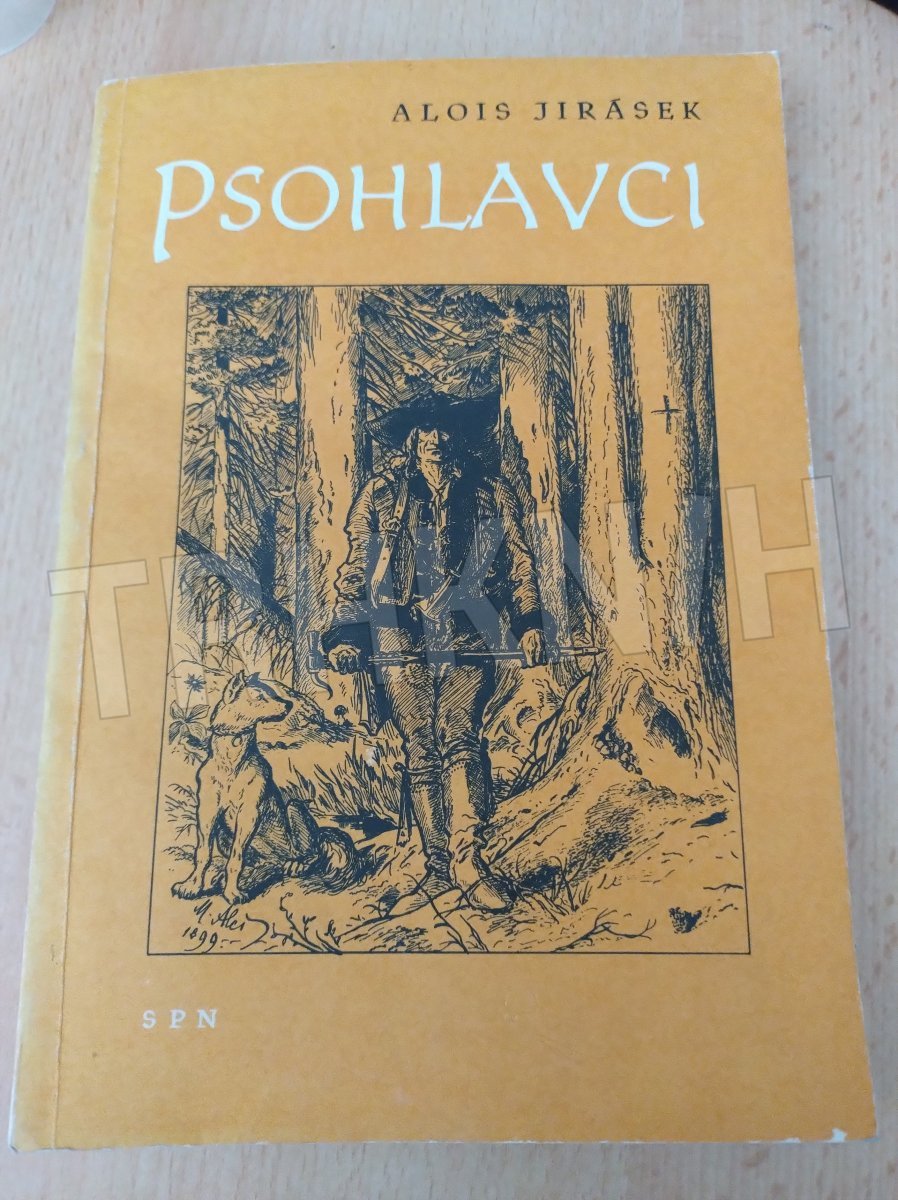 ALOIS JIRÁSEK
PSOHLAVCI
M. Aleš
1899
SPN